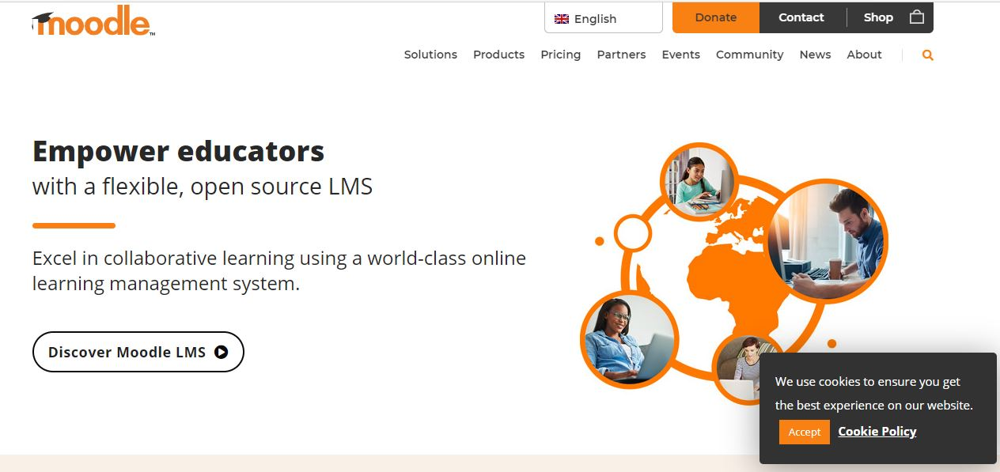 moodle™
English
Donate
Contact
Shop
Solutions
Products
Pricing
Partners
Events
Community
News
About
Empower educators
with a flexible, open source LMS
Excel in collaborative learning using a world-class online
learning management system.
Discover Moodle LMS
We use cookies to ensure you get
the best experience on our website.
Accept Cookie Policy